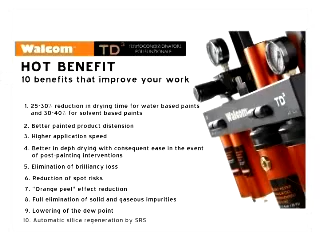 Walcom
TD³
HOT BENEFIT
10 benefits that improve your work
1. 25-30% reduction in drying time for water based paints
and 30-40% for solvent based paints
2. Better painted product distension
3. Higher application speed
4. Better in deph drying with consequent ease in the event
of post-painting interventions
5. Elimination of brilliancy loss
6. Reduction of spot risks
7. "Orange peel" effect reduction
8. Full elimination of solid and gaseous impurities
9. Lowering of the dew point
10. Automatic silica regeneration by SRS
Walcom
TD³